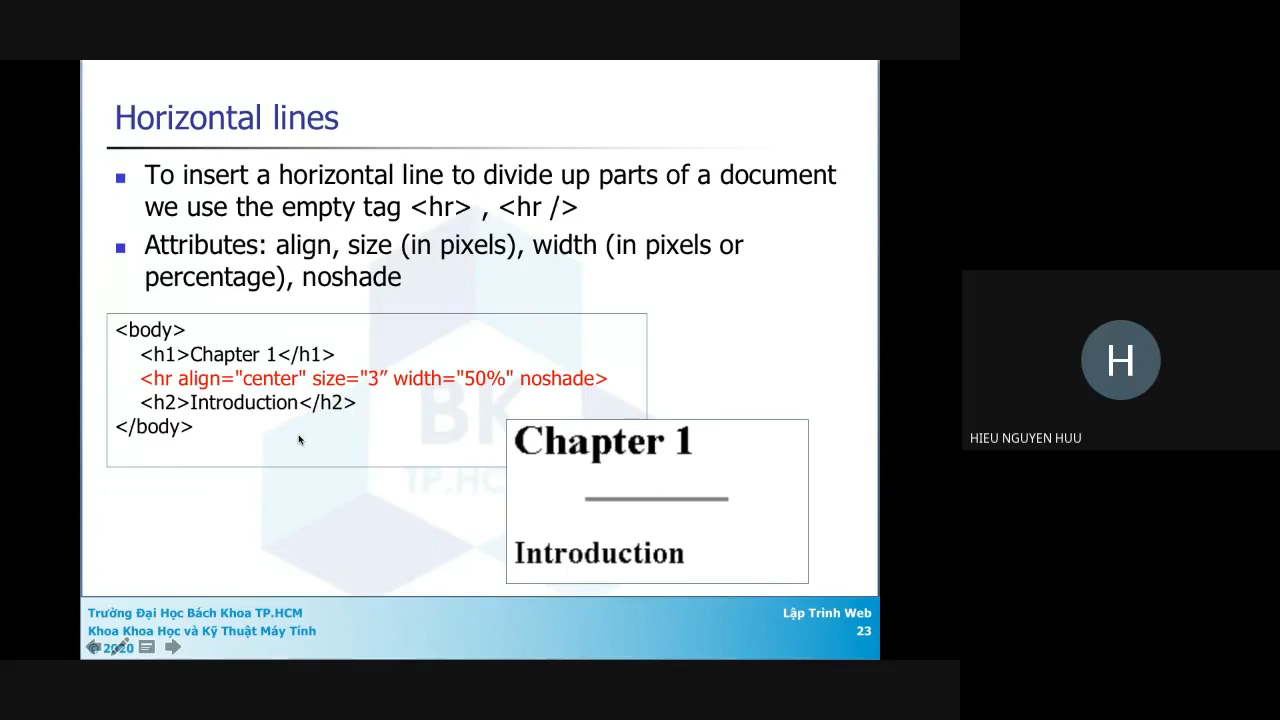 Horizontal lines
To insert a horizontal line to divide up parts of a document
we use the empty tag <hr> , <hr />
Attributes: align, size (in pixels), width (in pixels or
percentage), noshade
<body>
<h1>Chapter 1</h1>
<hr align="center" size="3” width="50%" noshade>
<h2>Introduction</h2>
</body>
BK
TP.HC
Chapter 1
Introduction
Trường Đại Học Bách Khoa TP.HCM
Khoa Khoa Học và Kỹ Thuật Máy Tính
© 2020
Lập Trình Web
23
H
HIEU NGUYEN HUU